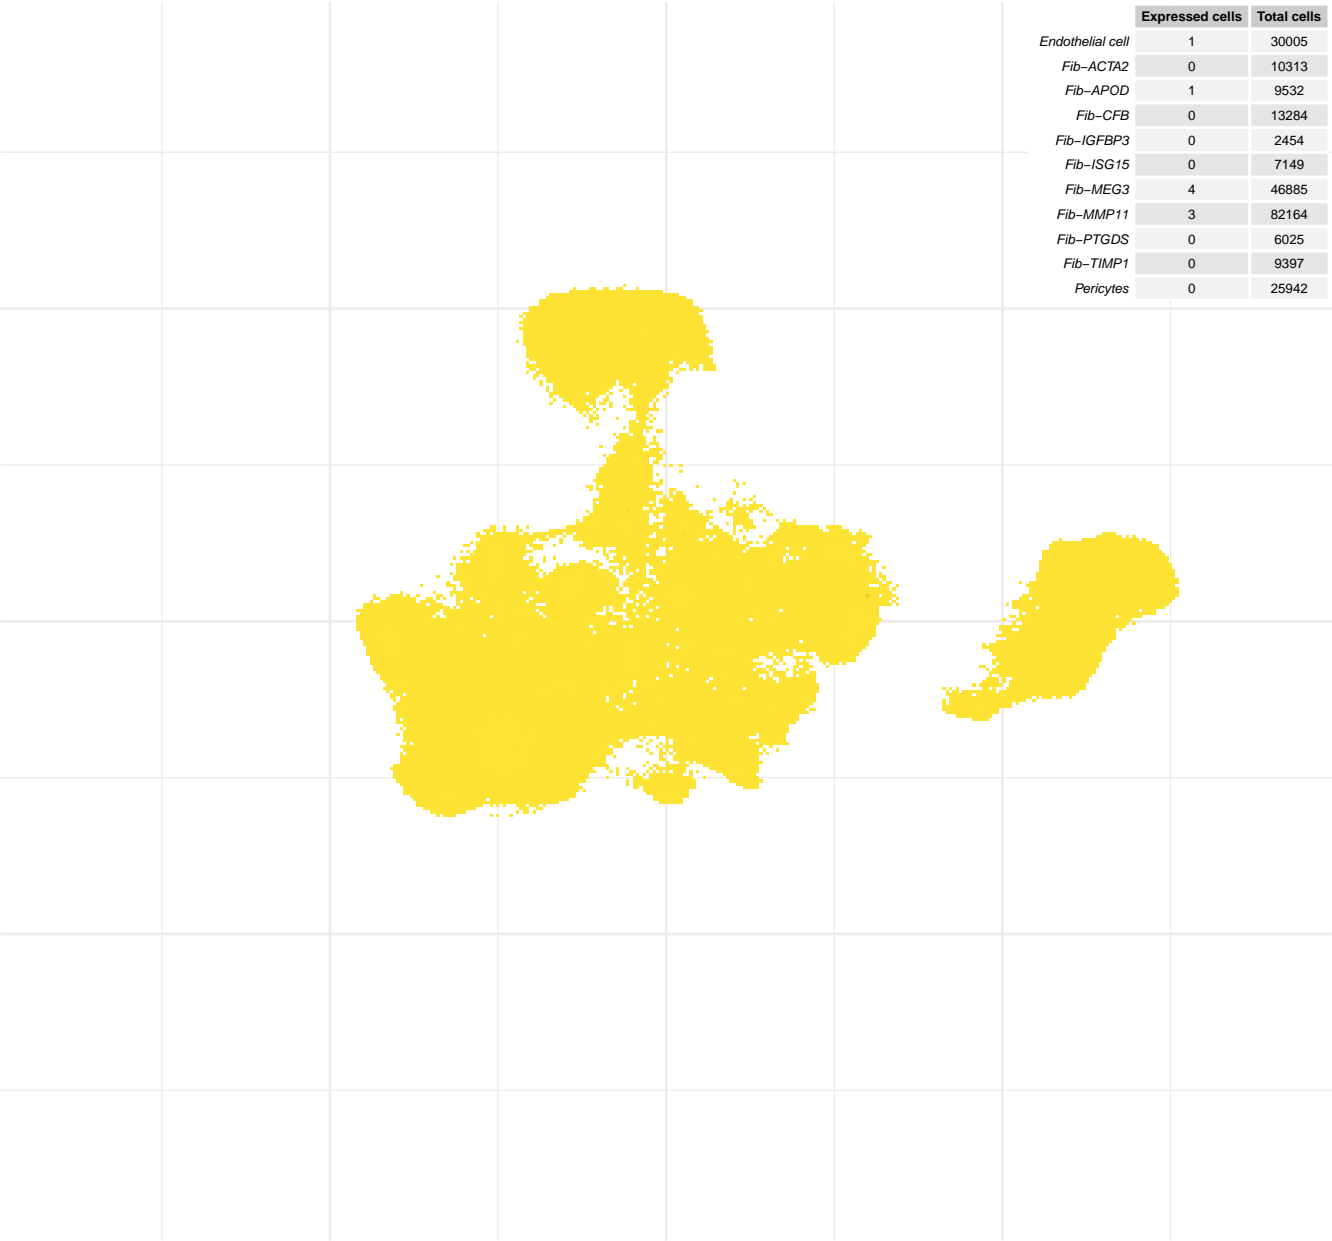 Expressed cells Total cells
Endothelial cell 1 30005
Fib−ACTA2 0 10313
Fib−APOD 1 9532
Fib−CFB 0 13284
Fib−IGFBP3 0 2454
Fib−ISG15 0 7149
Fib−MEG3 4 46885
Fib−MMP11 3 82164
Fib−PTGDS 0 6025
Fib−TIMP1 0 9397
Pericytes 0 25942